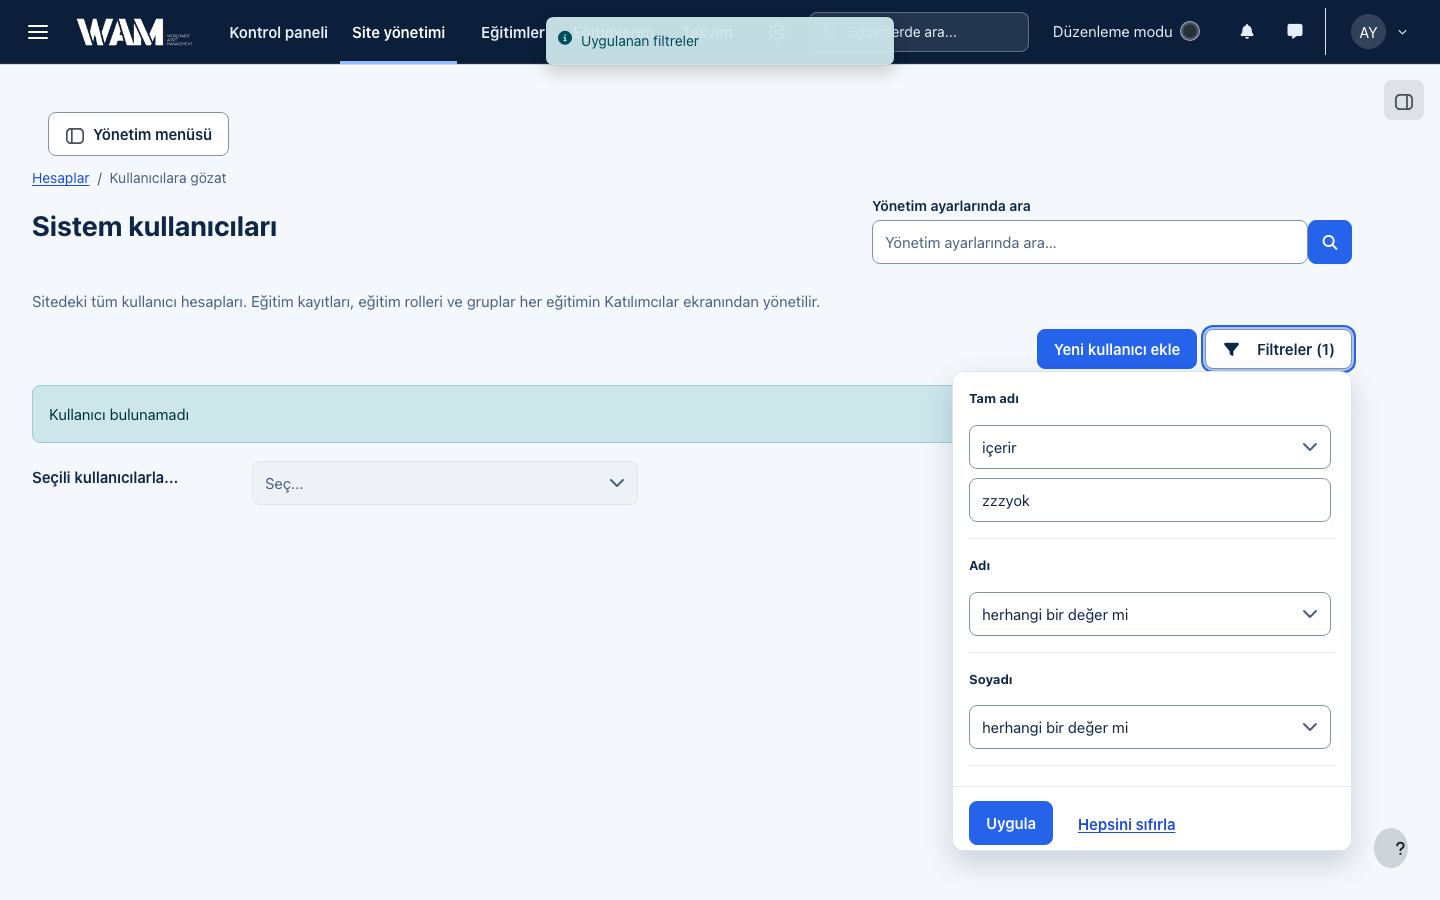 WAM
Kontrol paneli
Site yönetimi
Eğitimler
Uygulanan filtreler
Düzenleme modu
AY
Yönetim menüsü
Hesaplar / Kullanıcılara gözat
Sistem kullanıcıları
Yönetim ayarlarında ara
Yönetim ayarlarında ara...
Sitedeki tüm kullanıcı hesapları. Eğitim kayıtları, eğitim rolleri ve gruplar her eğitimin Katılımcılar ekranından yönetilir.
Yeni kullanıcı ekle
Filtreler (1)
Kullanıcı bulunamadı
Seçili kullanıcılarla...
Seç...
Tam adı
içerir
zzzyok
Adı
herhangi bir değer mi
Soyadı
herhangi bir değer mi
Uygula
Hepsini sıfırla
?